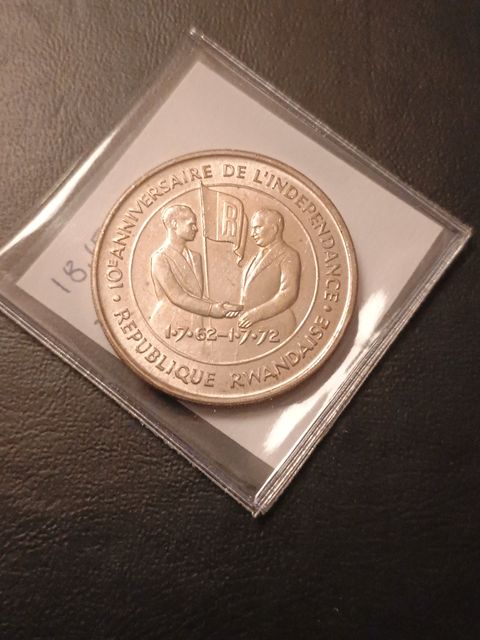 10E ANNIVERSAIRE DE L'INDEPENDANCE
R
1·7·62-1·7·72
REPUBLIQUE RWANDAISE